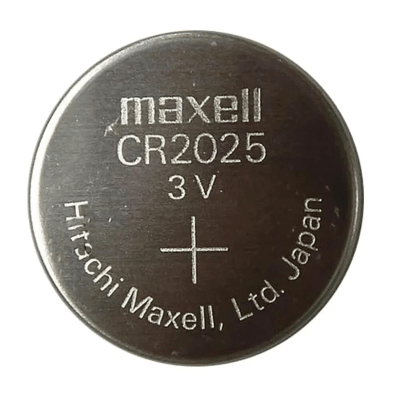 maxell
CR2025
3V
+
Hitachi Maxell, Ltd. Japan